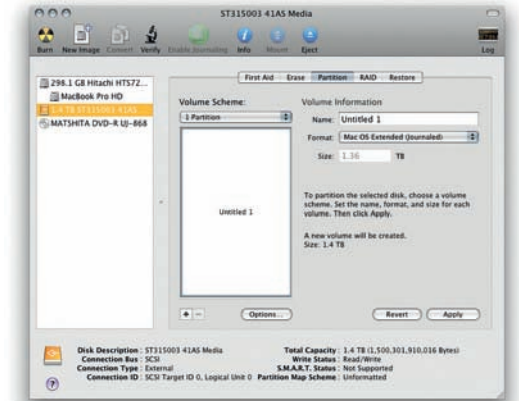 ST315003 41AS Media
Burn New Image Convert Verify Enable Journaling Info Mount Eject Log
298.1 GB Hitachi HTS72...
MacBook Pro HD
1.4 TB ST315003 41AS
MATSHITA DVD-R UJ-868
First Aid Erase Partition RAID Restore
Volume Scheme:
1 Partition
Untitled 1
+ - Options...
Volume Information
Name: Untitled 1
Format: Mac OS Extended (Journaled)
Size: 1.36 TB
To partition the selected disk, choose a volume
scheme. Set the name, format, and size for each
volume. Then click Apply.
A new volume will be created.
Size: 1.4 TB
Revert Apply
Disk Description : ST315003 41AS Media
Connection Bus : SCSI
Connection Type : External
Connection ID : SCSI Target ID 0, Logical Unit 0
Total Capacity : 1.4 TB (1,500,301,910,016 Bytes)
Write Status : Read/Write
S.M.A.R.T. Status : Not Supported
Partition Map Scheme : Unformatted
?